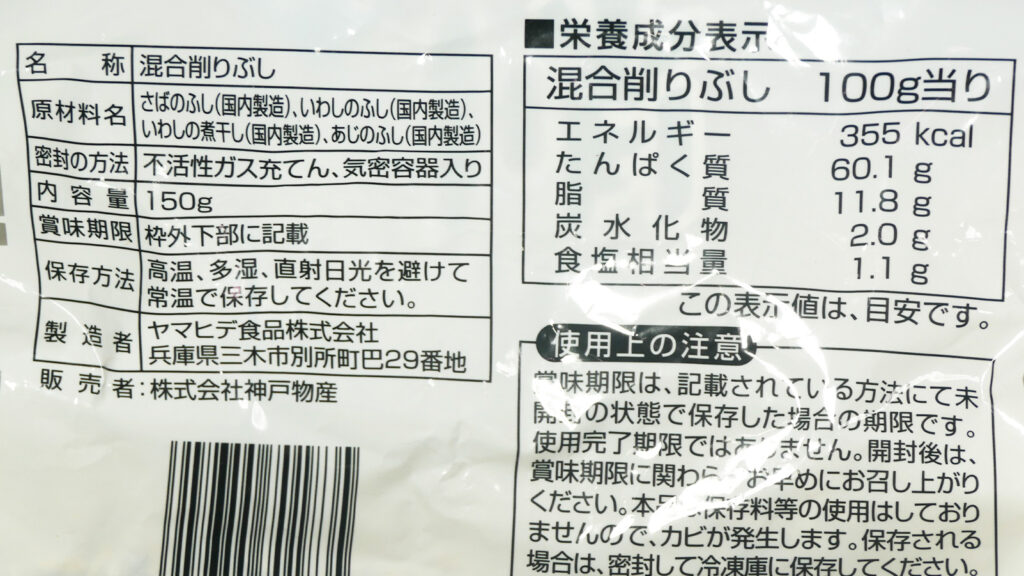 名称 混合削りぶし
原材料名 さばのふし(国内製造)、いわしのふし(国内製造)、
いわしの煮干し(国内製造)、あじのふし(国内製造)
密封の方法 不活性ガス充てん、気密容器入り
内容量 150g
賞味期限 枠外下部に記載
保存方法 高温、多湿、直射日光を避けて
常温で保存してください。
製造者 ヤマヒデ食品株式会社
兵庫県三木市別所町巴29番地
販売者:株式会社神戸物産
■栄養成分表示
混合削りぶし 100g当り
エネルギー 355 kcal
たんぱく質 60.1 g
脂質 11.8 g
炭水化物 2.0 g
食塩相当量 1.1 g
この表示値は、目安です。
使用上の注意
賞味期限は、記載されている方法にて未
開封の状態で保存した場合の期限です。
使用完了期限ではありません。開封後は、
賞味期限に関わらずお早めにお召し上がり
ください。本品は保存料等の使用はしており
ませんので、カビが発生します。保存される
場合は、密封して冷凍庫に保存してください。